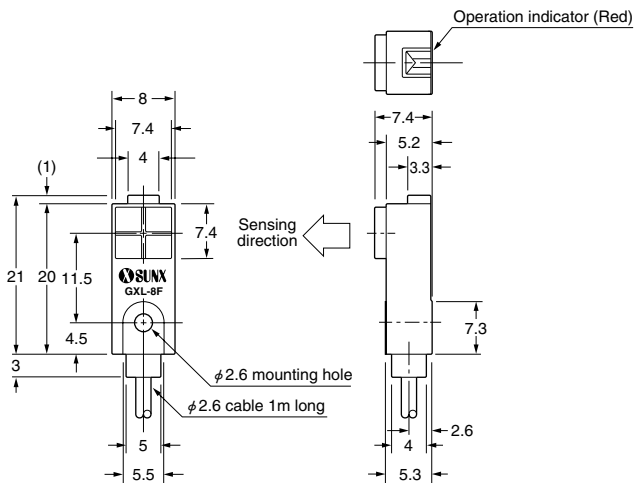 Operation indicator (Red)
8
7.4
4
(1)
7.4
5.2
3.3
Sensing
direction
7.4
21
20
11.5
SUNX
GXL-8F
4.5
3
7.3
φ2.6 mounting hole
φ2.6 cable 1m long
5
5.5
2.6
4
5.3